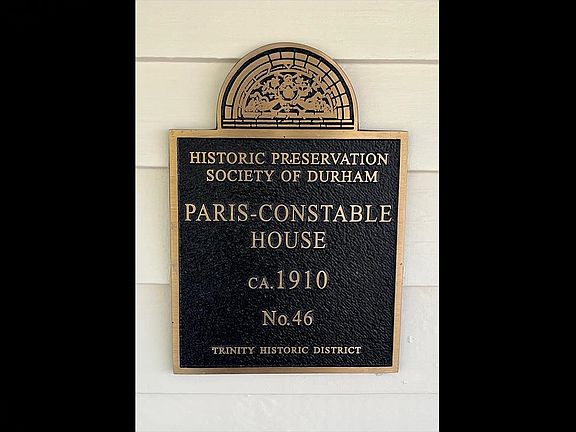 HISTORIC PRESERVATION
SOCIETY OF DURHAM
PARIS-CONSTABLE
HOUSE
CA.1910
No.46
TRINITY HISTORIC DISTRICT